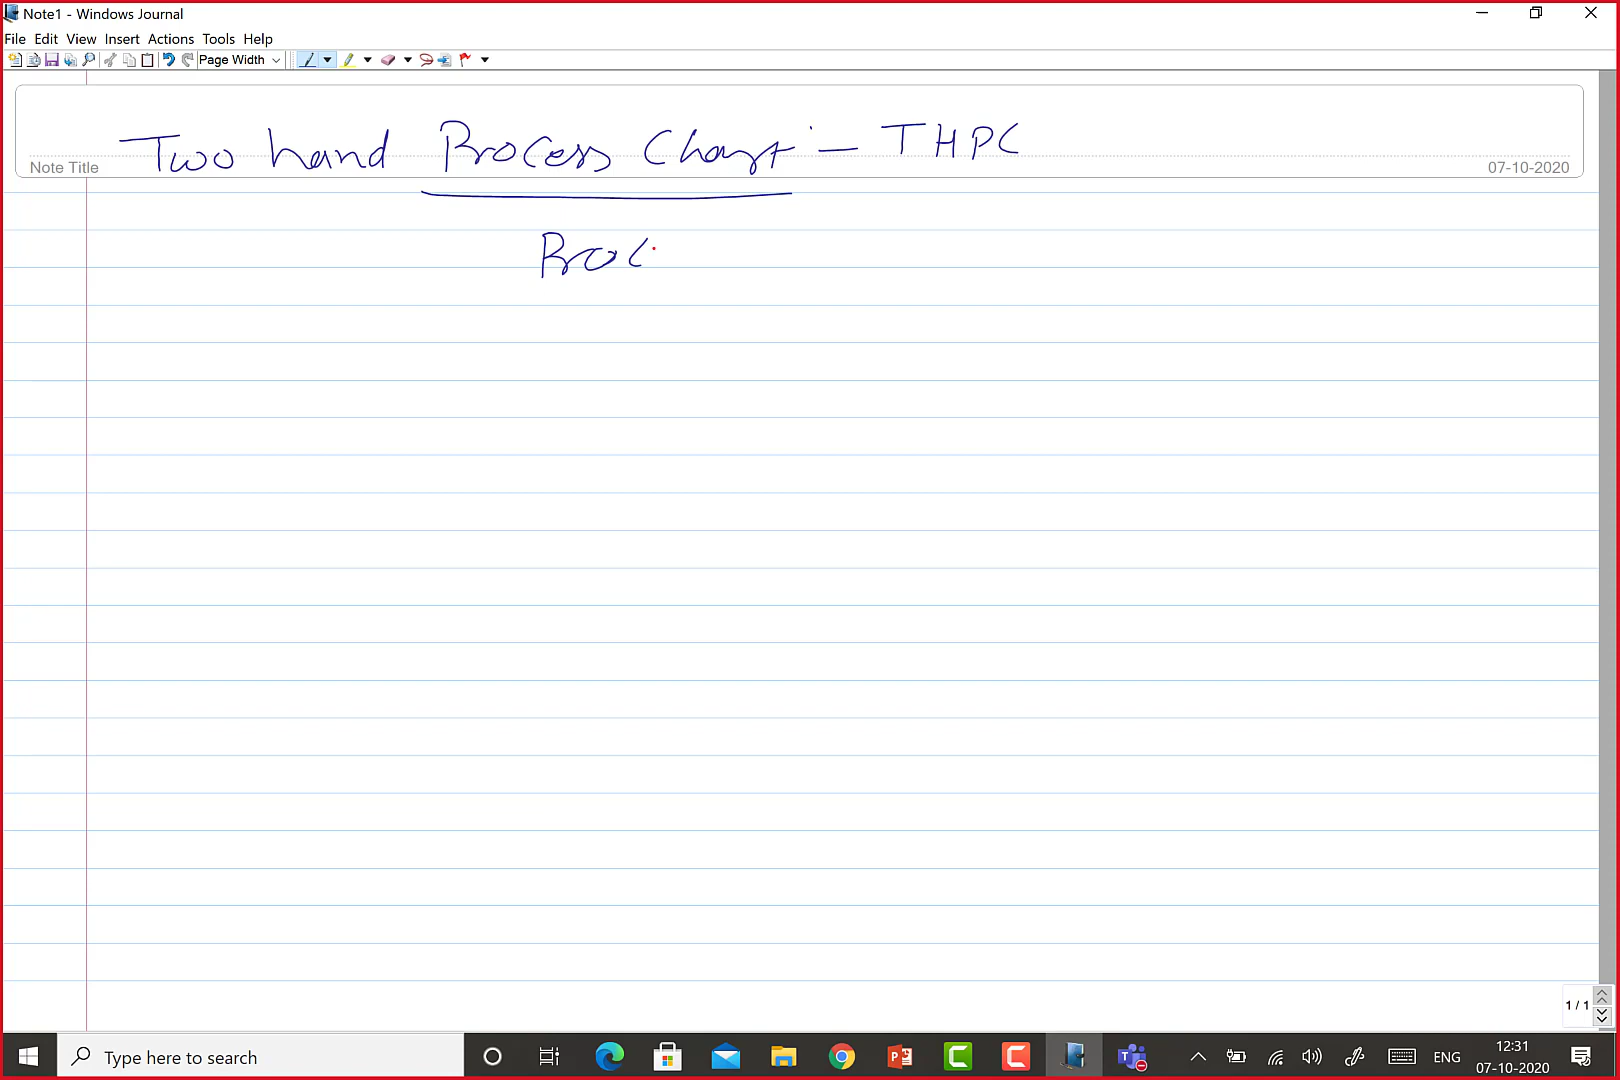 Note1 - Windows Journal
File Edit View Insert Actions Tools Help
Page Width
Two hand Process Chart - THPC
Note Title
07-10-2020
Proc
1 / 1
Type here to search
ENG
12:31
07-10-2020